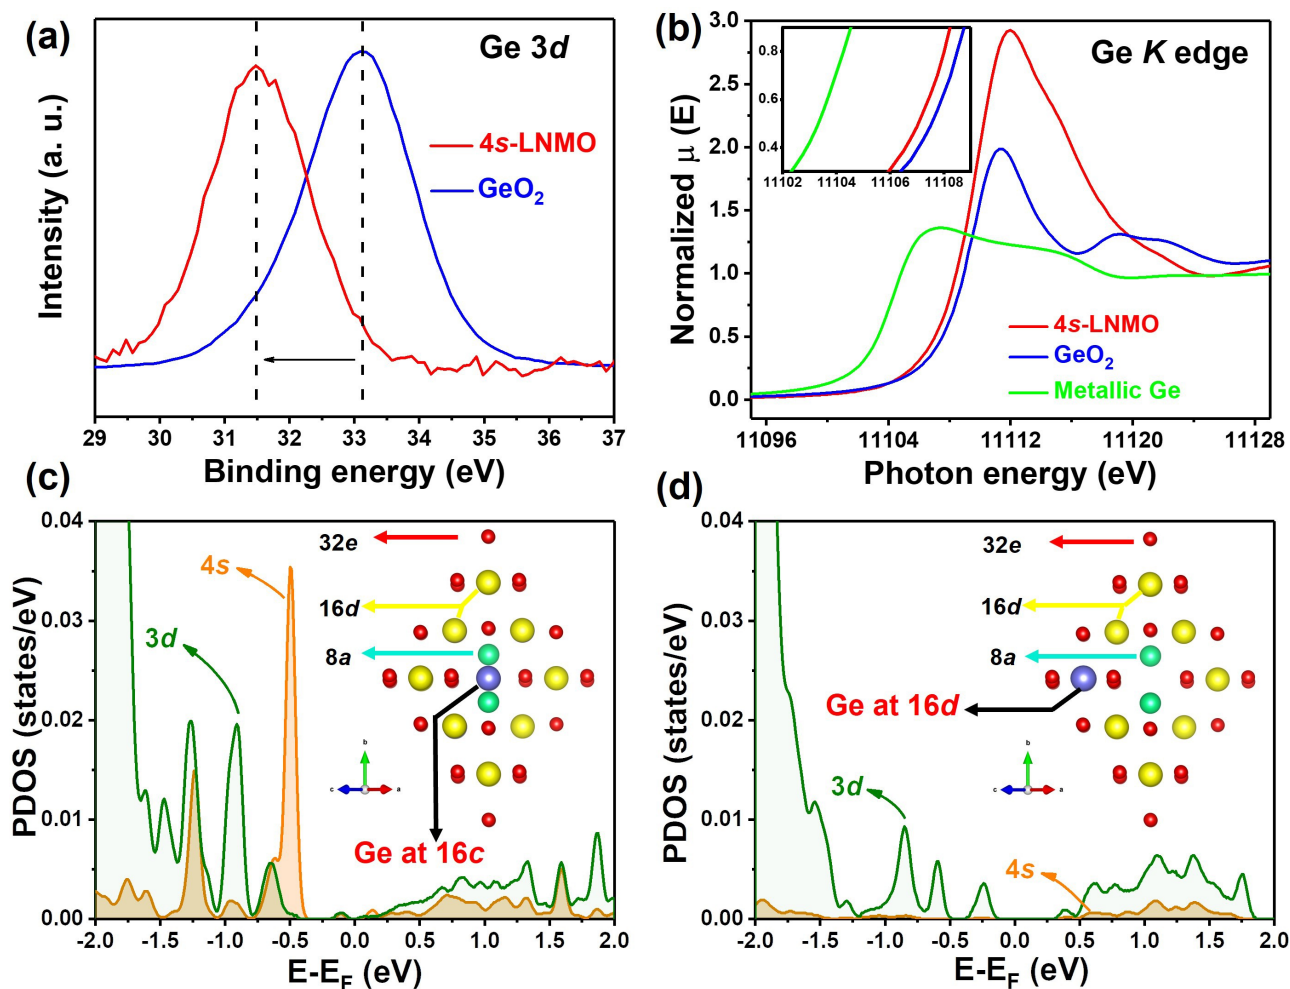 (a)
Ge 3d
4s-LNMO
GeO₂
Intensity (a. u.)
29 30 31 32 33 34 35 36 37
Binding energy (eV)
(b)
Ge K edge
3.0
2.5
2.0
1.5
1.0
0.5
0.0
Normalized μ (E)
0.8
0.6
0.4
11102 11104 11106 11108
4s-LNMO
GeO₂
Metallic Ge
11096 11104 11112 11120 11128
Photon energy (eV)
(c)
0.04
0.03
0.02
0.01
0.00
PDOS (states/eV)
4s
3d
32e
16d
8a
b
c
a
Ge at 16c
-2.0 -1.5 -1.0 -0.5 0.0 0.5 1.0 1.5 2.0
E-E_F (eV)
(d)
0.04
0.03
0.02
0.01
0.00
PDOS (states/eV)
32e
16d
8a
Ge at 16d
b
c
a
3d
4s
-2.0 -1.5 -1.0 -0.5 0.0 0.5 1.0 1.5 2.0
E-E_F (eV)